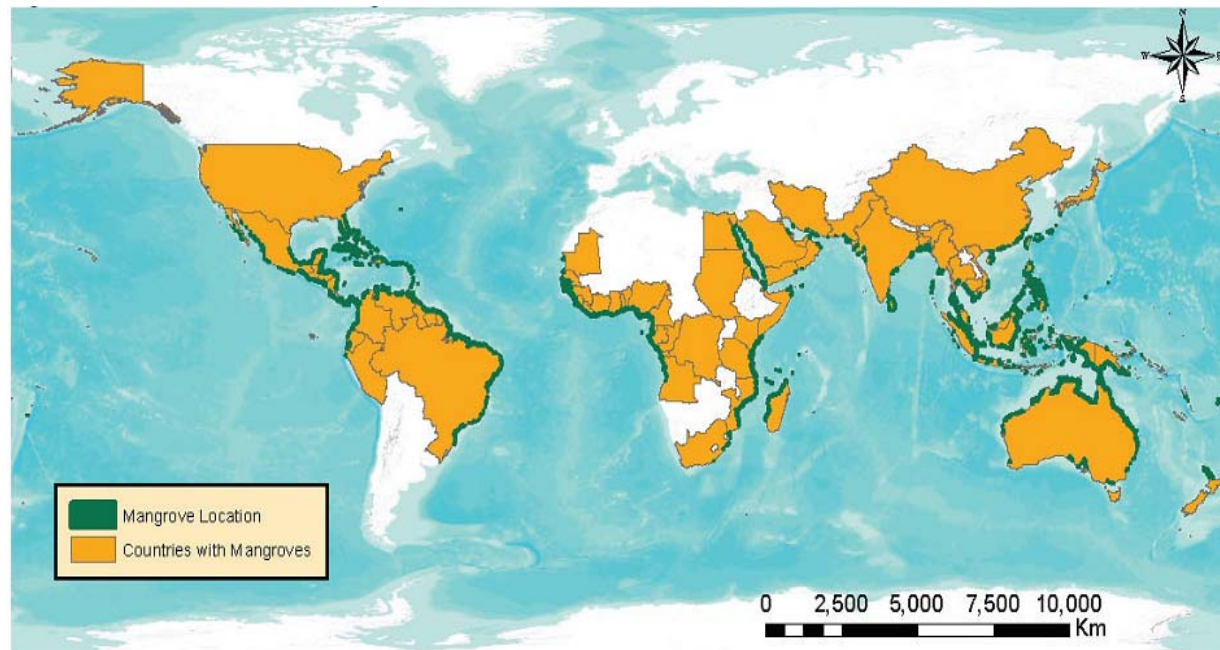 N
W
S
Mangrove Location
Countries with Mangroves
0 2,500 5,000 7,500 10,000
Km